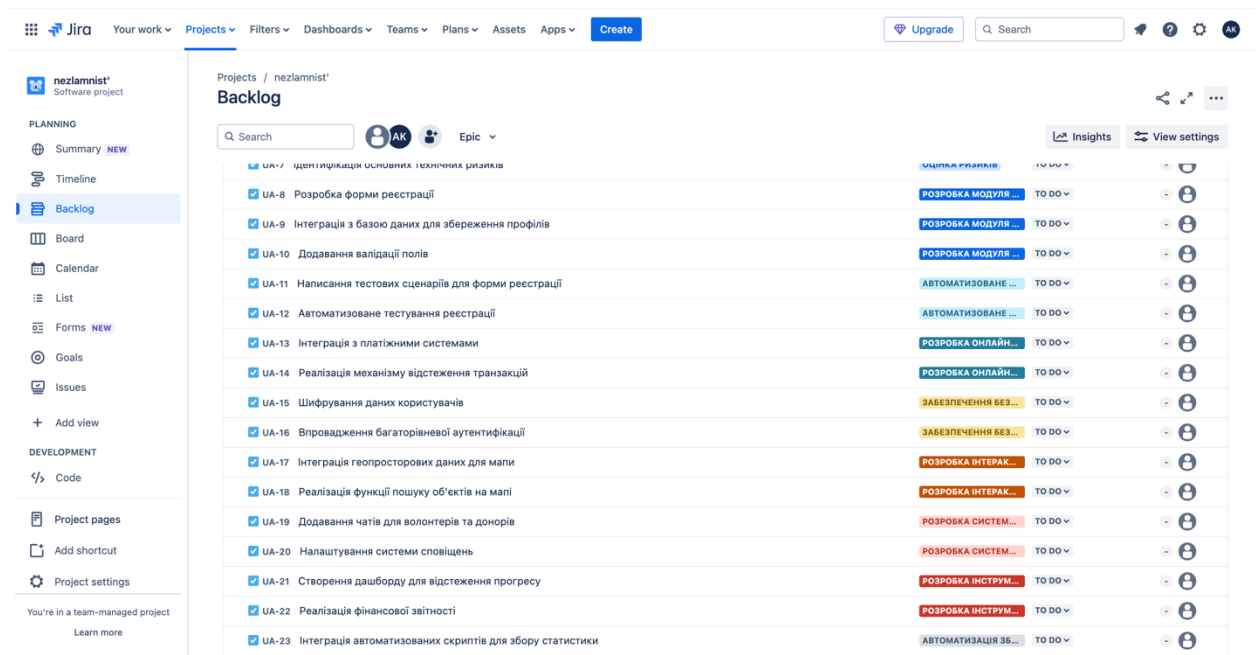 Jira Your work Projects Filters Dashboards Teams Plans Assets Apps Create Upgrade Search AK
nezlamnist'
Software project
PLANNING
Summary NEW
Timeline
Backlog
Board
Calendar
List
Forms NEW
Goals
Issues
+ Add view
DEVELOPMENT
Code
Project pages
Add shortcut
Project settings
You're in a team-managed project
Learn more
Projects / nezlamnist'
Backlog
Search AK Epic Insights View settings
UA-7 Ідентифікація основних технічних ризиків ОЦІНКА РИЗИКІВ TO DO -
UA-8 Розробка форми реєстрації РОЗРОБКА МОДУЛЯ ... TO DO -
UA-9 Інтеграція з базою даних для збереження профілів РОЗРОБКА МОДУЛЯ ... TO DO -
UA-10 Додавання валідації полів РОЗРОБКА МОДУЛЯ ... TO DO -
UA-11 Написання тестових сценаріїв для форми реєстрації АВТОМАТИЗОВАНЕ ... TO DO -
UA-12 Автоматизоване тестування реєстрації АВТОМАТИЗОВАНЕ ... TO DO -
UA-13 Інтеграція з платіжними системами РОЗРОБКА ОНЛАЙН... TO DO -
UA-14 Реалізація механізму відстеження транзакцій РОЗРОБКА ОНЛАЙН... TO DO -
UA-15 Шифрування даних користувачів ЗАБЕЗПЕЧЕННЯ БЕЗ... TO DO -
UA-16 Впровадження багаторівневої аутентифікації ЗАБЕЗПЕЧЕННЯ БЕЗ... TO DO -
UA-17 Інтеграція геопросторових даних для мапи РОЗРОБКА ІНТЕРАК... TO DO -
UA-18 Реалізація функції пошуку об'єктів на мапі РОЗРОБКА ІНТЕРАК... TO DO -
UA-19 Додавання чатів для волонтерів та донорів РОЗРОБКА СИСТЕМ... TO DO -
UA-20 Налаштування системи сповіщень РОЗРОБКА СИСТЕМ... TO DO -
UA-21 Створення дашборду для відстеження прогресу РОЗРОБКА ІНСТРУМ... TO DO -
UA-22 Реалізація фінансової звітності РОЗРОБКА ІНСТРУМ... TO DO -
UA-23 Інтеграція автоматизованих скриптів для збору статистики АВТОМАТИЗАЦІЯ ЗБ... TO DO -